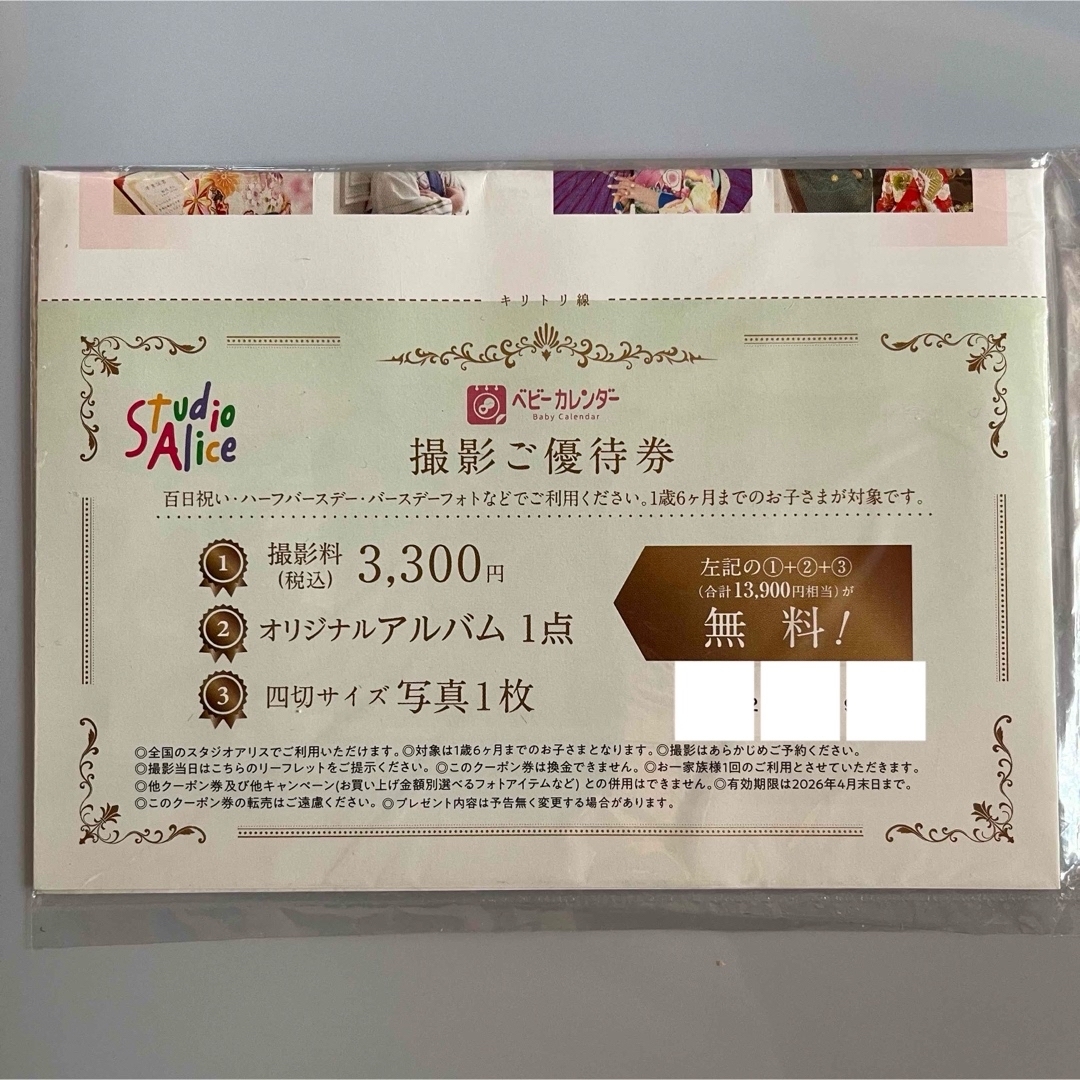 キリトリ線
Studio
Alice
ベビーカレンダー
Baby Calendar
撮影ご優待券
百日祝い・ハーフバースデー・バースデーフォトなどでご利用ください。1歳6ヶ月までのお子さまが対象です。
1 撮影料(税込) 3,300円
2 オリジナルアルバム 1点
3 四切サイズ 写真1枚
左記の①+②+③
(合計13,900円相当)が
無料!
◎全国のスタジオアリスでご利用いただけます。◎対象は1歳6ヶ月までのお子さまとなります。◎撮影はあらかじめご予約ください。
◎撮影当日はこちらのリーフレットをご提示ください。◎このクーポン券は換金できません。◎お一家族様1回のご利用とさせていただきます。
◎他クーポン券及び他キャンペーン(お買い上げ金額別選べるフォトアイテムなど)との併用はできません。◎有効期限は2026年4月末日まで。
◎このクーポン券の転売はご遠慮ください。◎プレゼント内容は予告無く変更する場合があります。